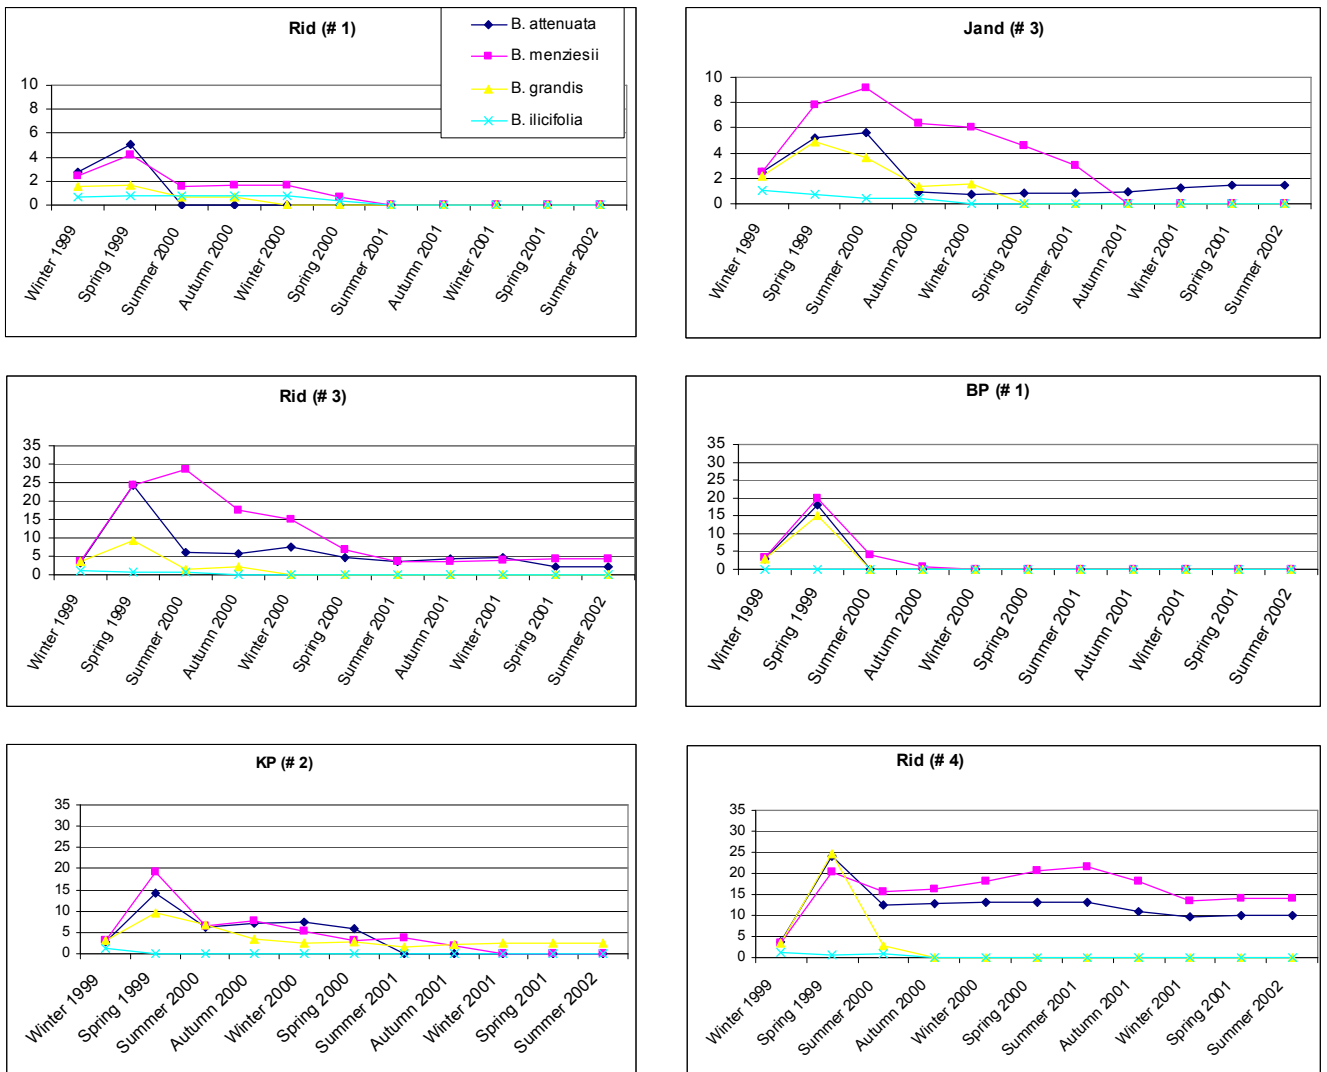 Rid (# 1)
B. attenuata
B. menziesii
B. grandis
B. ilicifolia
10
8
6
4
2
0
Winter 1999
Spring 1999
Summer 2000
Autumn 2000
Winter 2000
Spring 2000
Summer 2001
Autumn 2001
Winter 2001
Spring 2001
Summer 2002
Jand (# 3)
10
8
6
4
2
0
Winter 1999
Spring 1999
Summer 2000
Autumn 2000
Winter 2000
Spring 2000
Summer 2001
Autumn 2001
Winter 2001
Spring 2001
Summer 2002
Rid (# 3)
35
30
25
20
15
10
5
0
Winter 1999
Spring 1999
Summer 2000
Autumn 2000
Winter 2000
Spring 2000
Summer 2001
Autumn 2001
Winter 2001
Spring 2001
Summer 2002
BP (# 1)
35
30
25
20
15
10
5
0
Winter 1999
Spring 1999
Summer 2000
Autumn 2000
Winter 2000
Spring 2000
Summer 2001
Autumn 2001
Winter 2001
Spring 2001
Summer 2002
KP (# 2)
35
30
25
20
15
10
5
0
Winter 1999
Spring 1999
Summer 2000
Autumn 2000
Winter 2000
Spring 2000
Summer 2001
Autumn 2001
Winter 2001
Spring 2001
Summer 2002
Rid (# 4)
35
30
25
20
15
10
5
0
Winter 1999
Spring 1999
Summer 2000
Autumn 2000
Winter 2000
Spring 2000
Summer 2001
Autumn 2001
Winter 2001
Spring 2001
Summer 2002